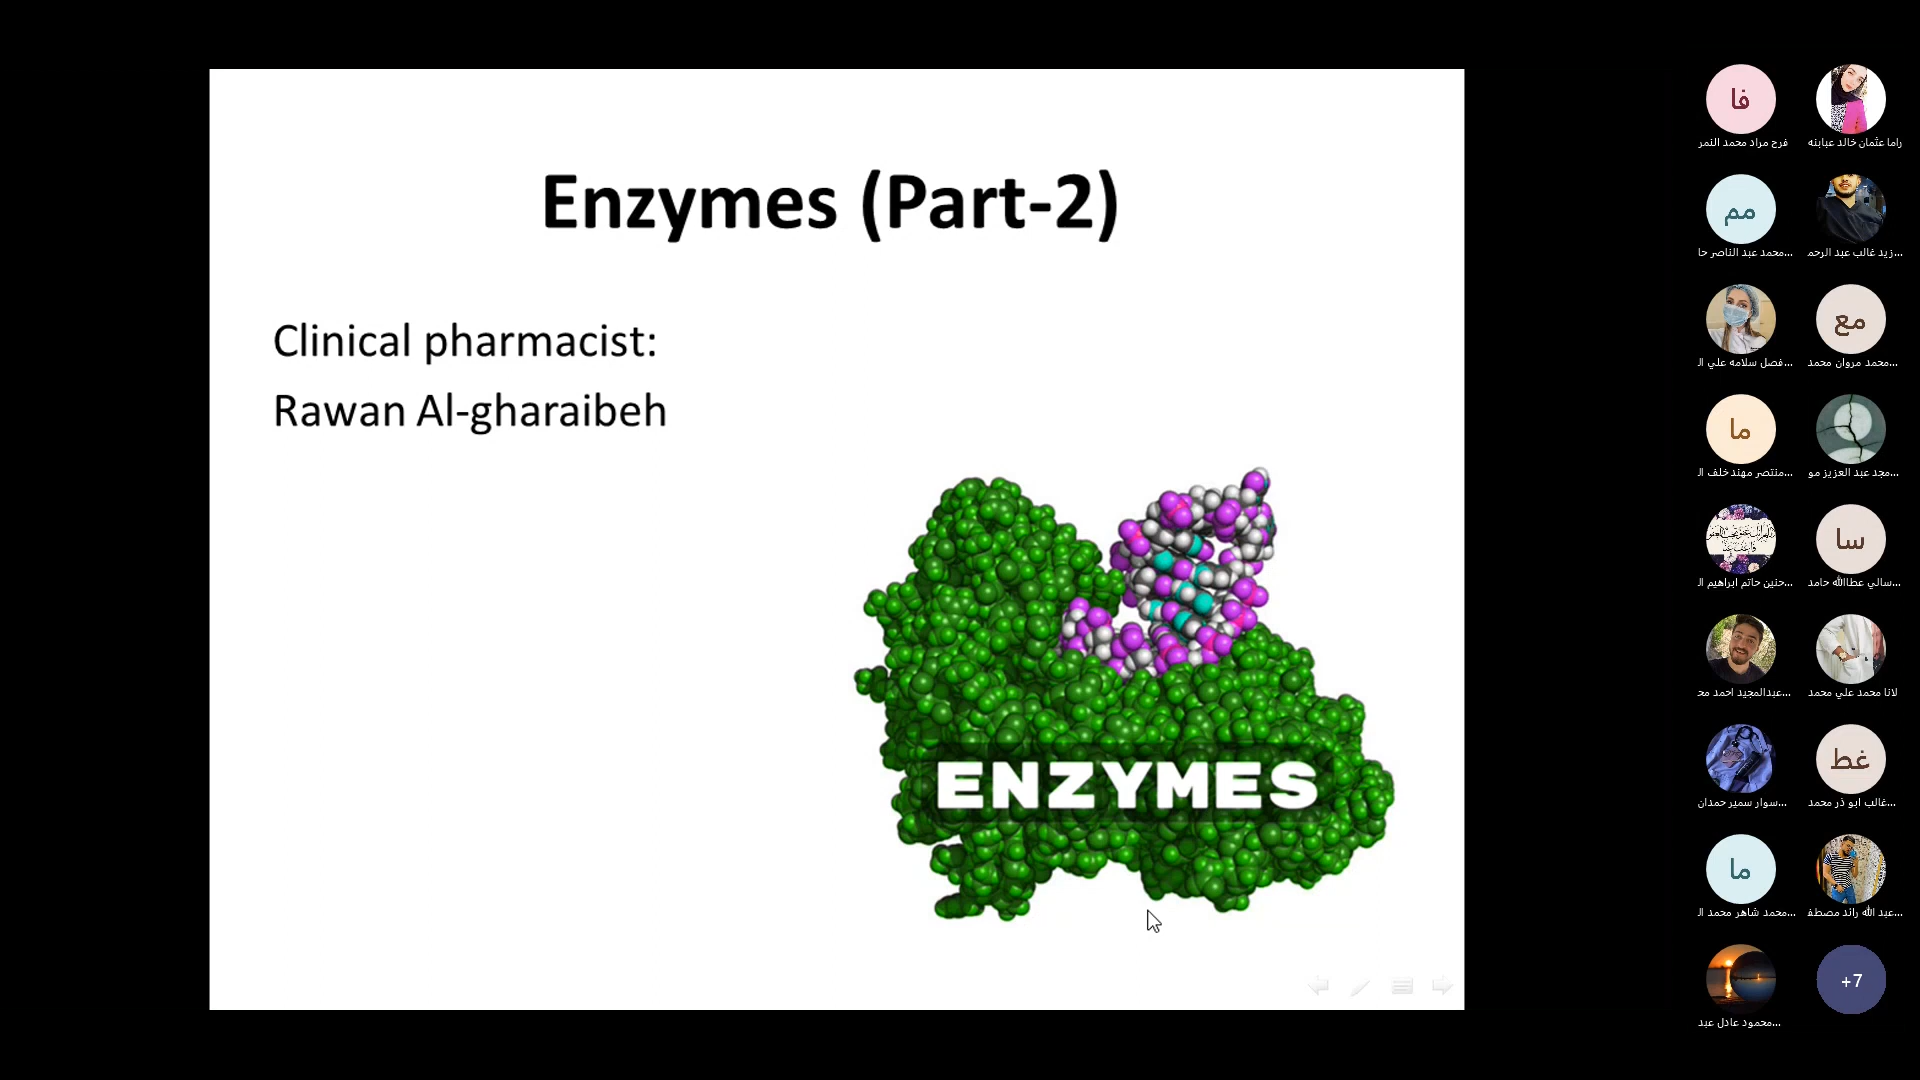 Enzymes (Part-2)
Clinical pharmacist:
Rawan Al-gharaibeh
ENZYMES
فا
فرح مراد محمد النمر
راما عثمان خالد عبابنه
مم
محمد عبد الناصر حا...
زيد غالب عبد الرحم...
فصل سلامه علي ال...
مع
محمد مروان محمد...
ما
منتصر مهند خلف ال...
مجد عبد العزيز مو...
حنين حاتم ابراهيم ال...
سا
سالي عطاالله حامد...
عبدالمجيد احمد مح...
لانا محمد علي محمد
سوار سمير حمدان...
غط
غالب ابو ذر محمد...
ما
محمد شاهر محمد ال...
عبد الله رائد مصطف...
محمود عادل عبد...
+7